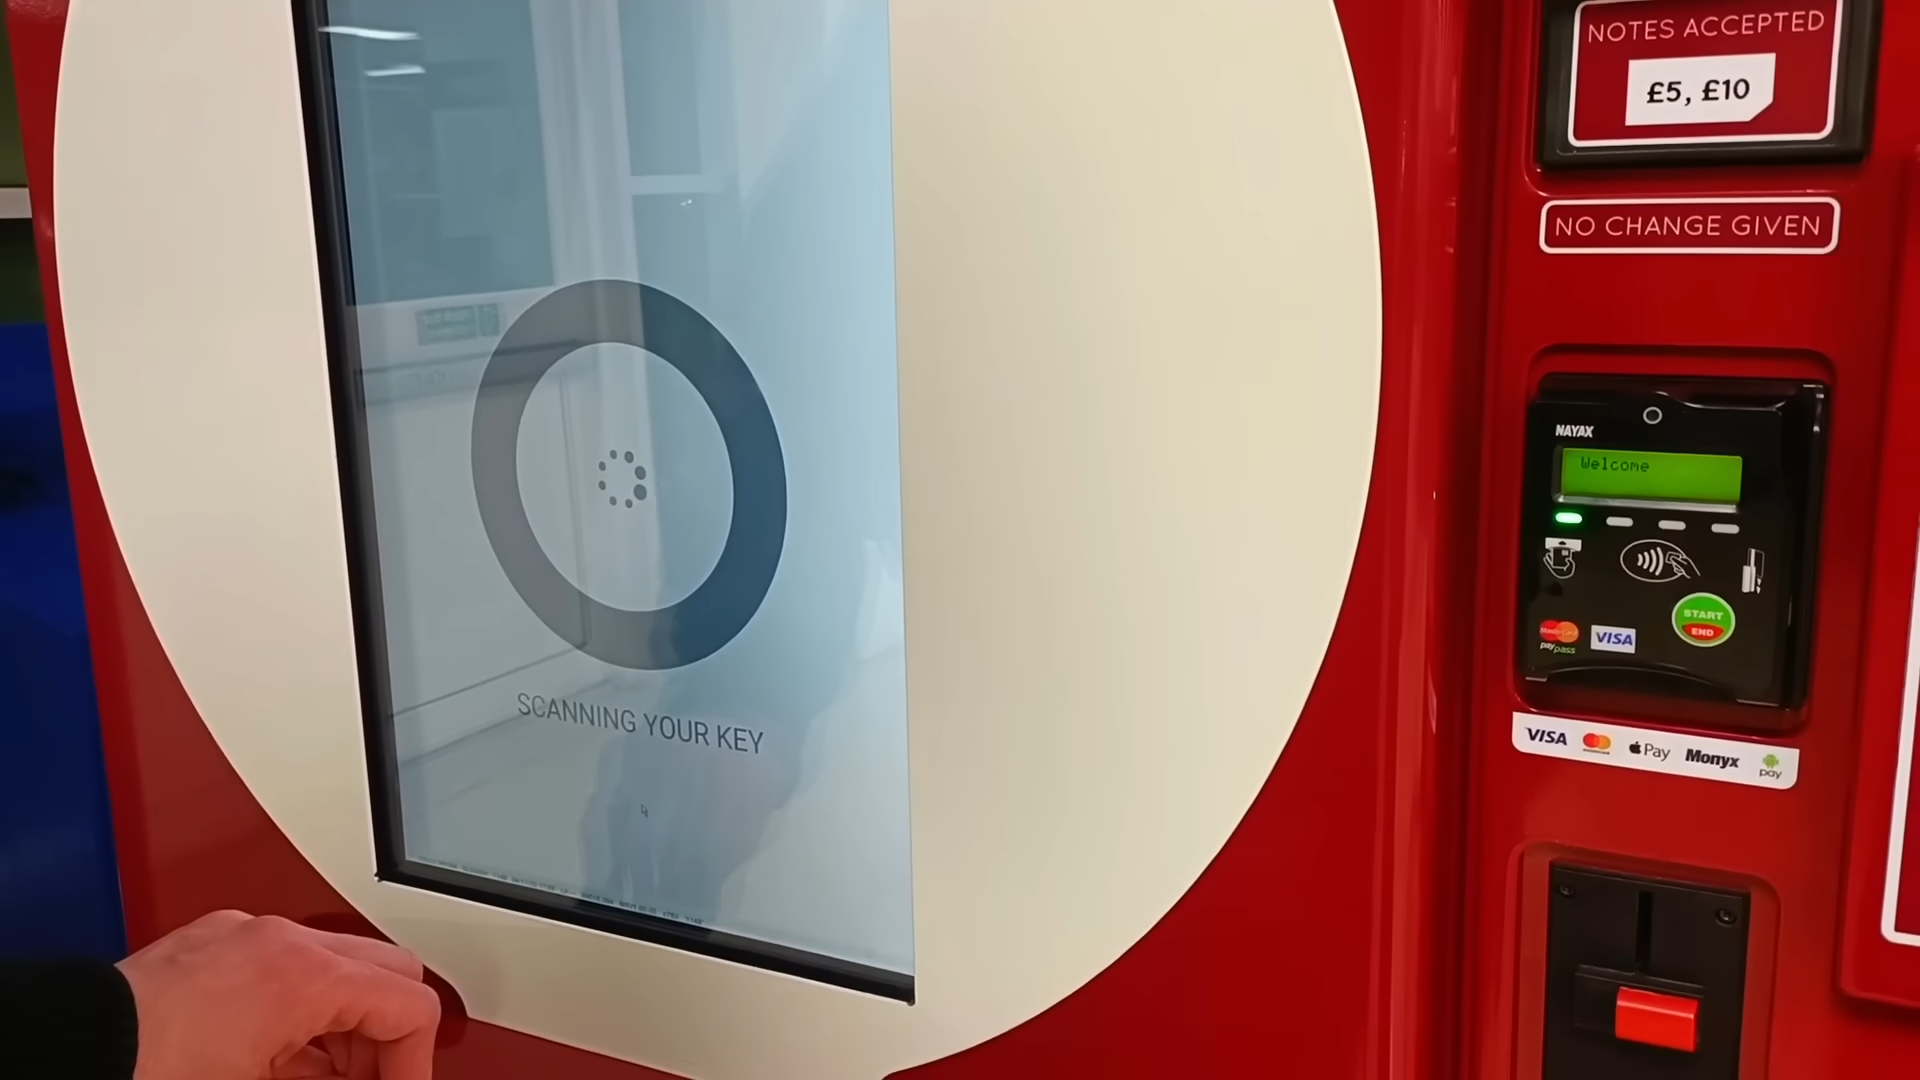 NOTES ACCEPTED
£5, £10
NO CHANGE GIVEN
NAYAX
Welcome
START
END
MasterCard
paypass
VISA
VISA Pay Monyx pay
SCANNING YOUR KEY